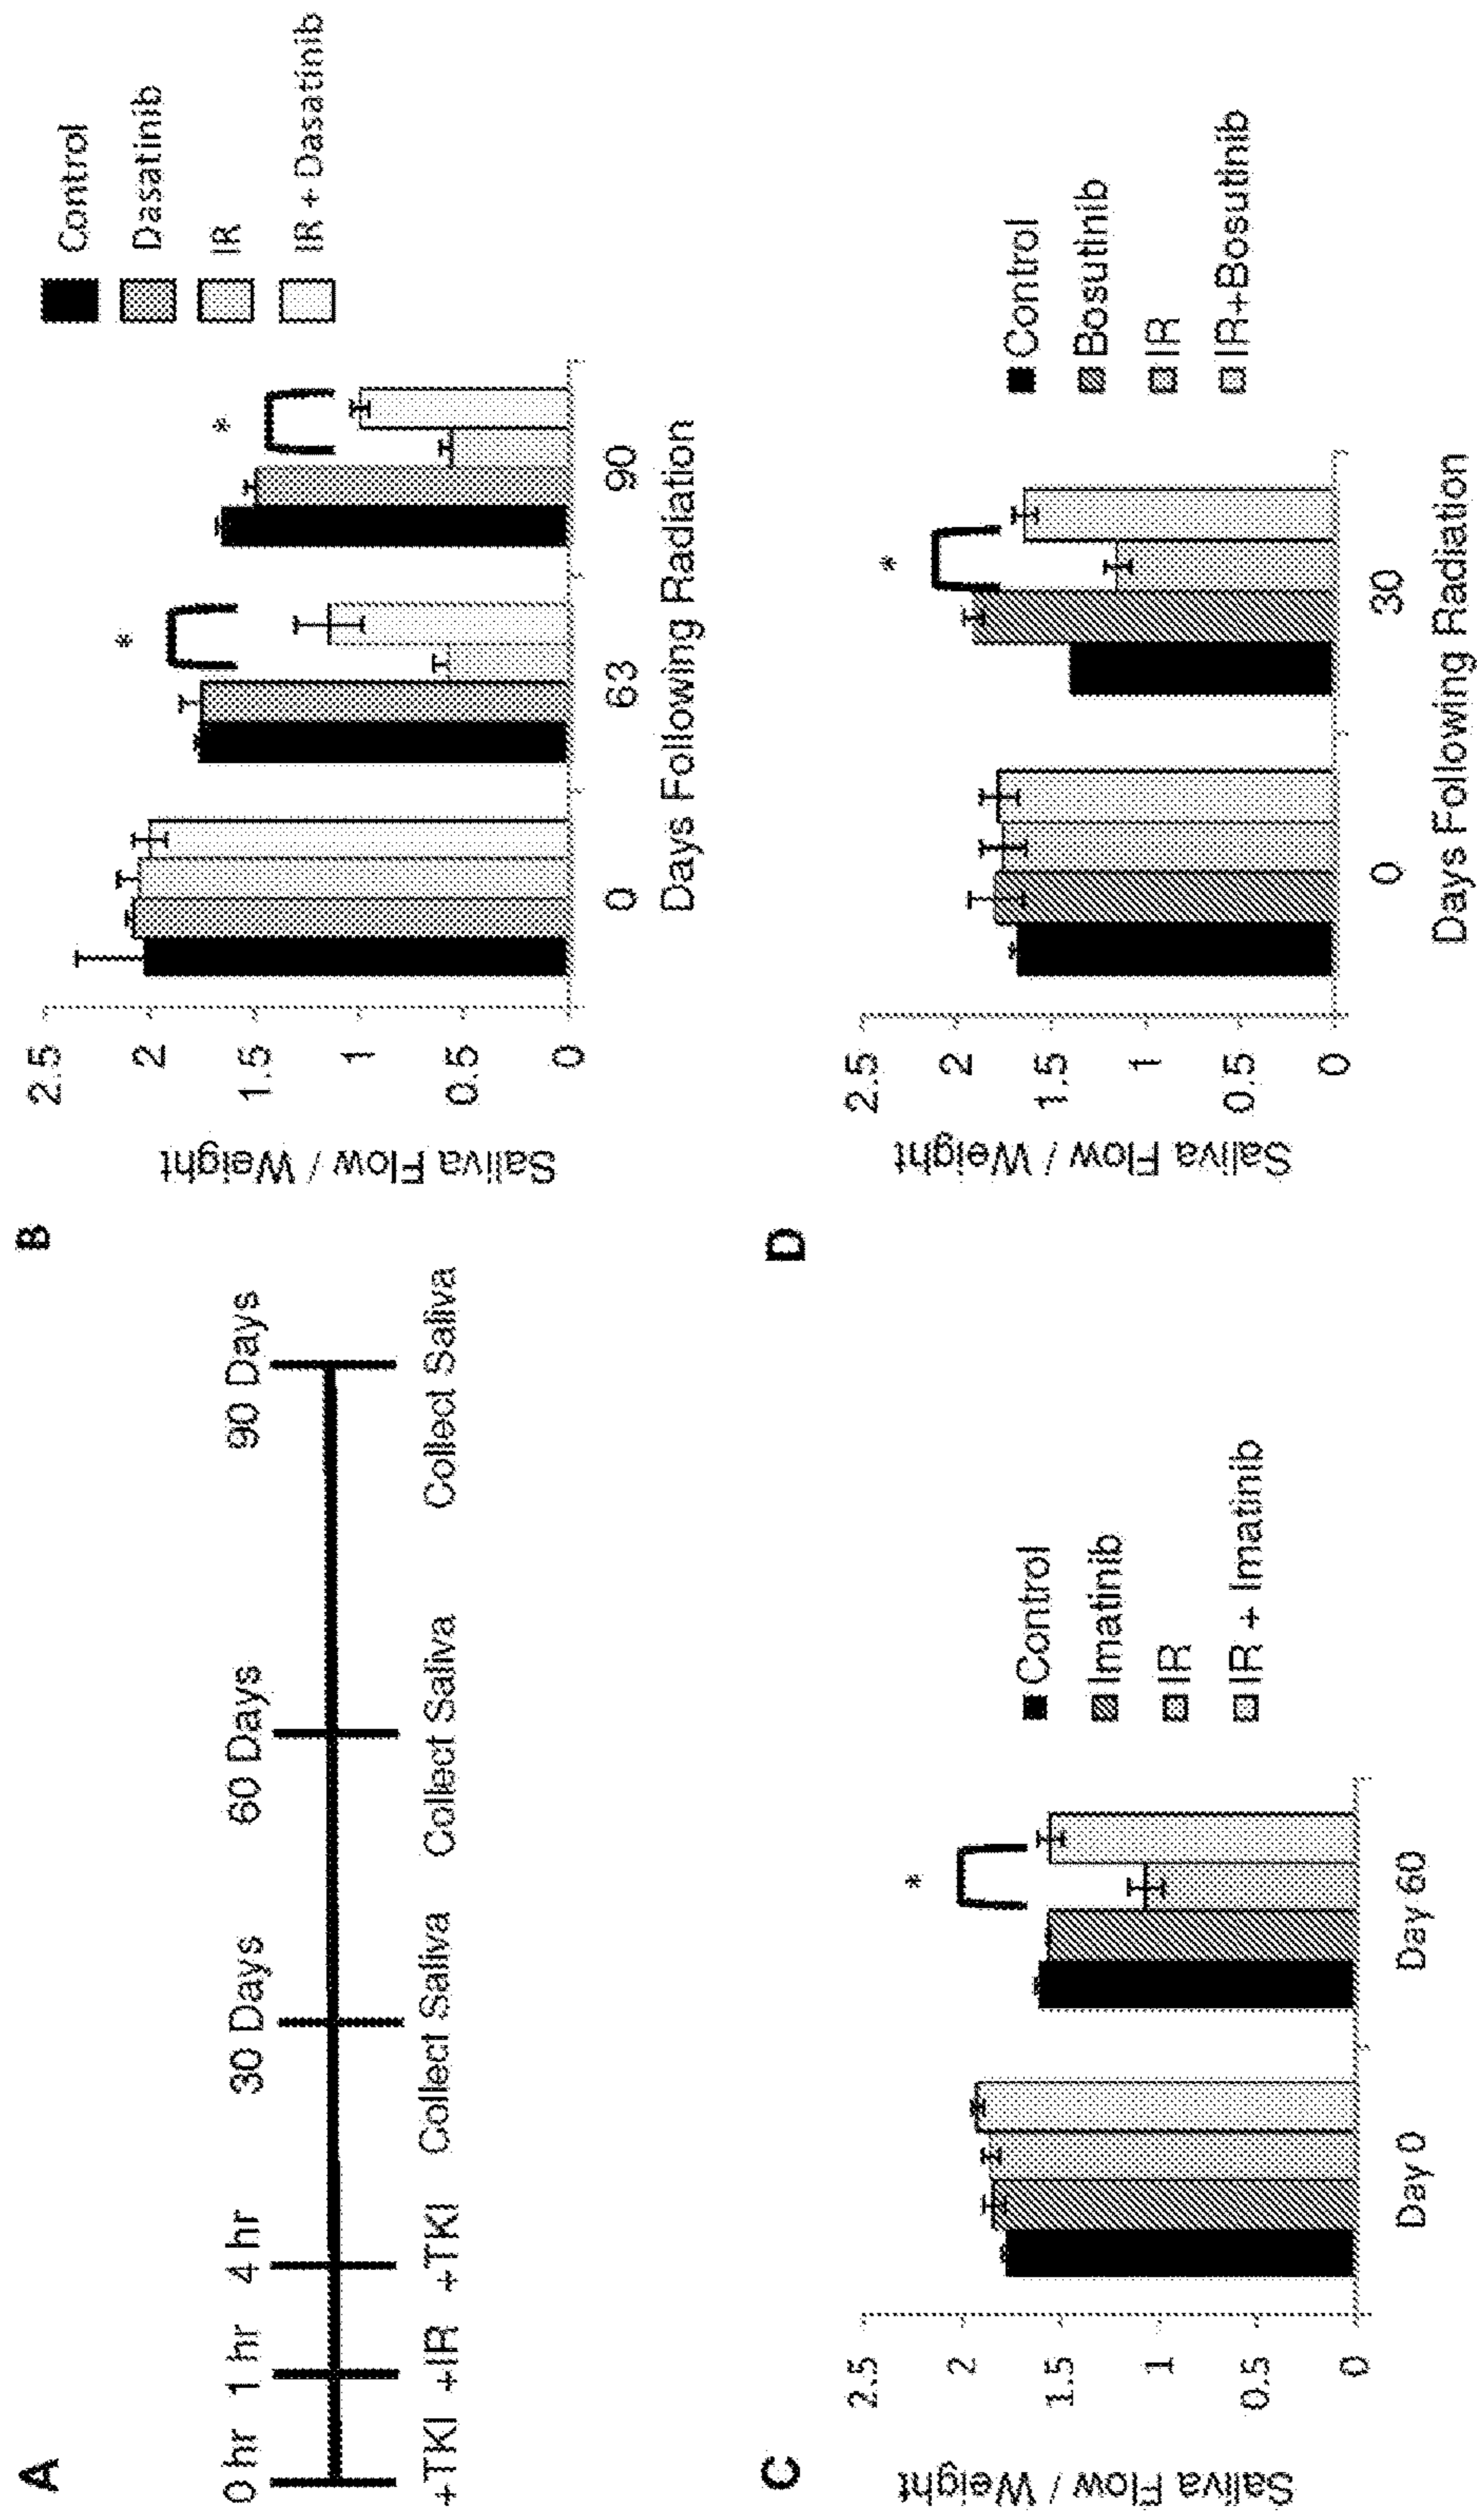 A
0 hr 1 hr 4 hr 30 Days 60 Days 90 Days
+TKI +IR +TKI Collect Saliva Collect Saliva Collect Saliva
B
Saliva Flow / Weight
2.5
2
1.5
1
0.5
0
* *
0 63 90
Days Following Radiation
Control
Dasatinib
IR
IR + Dasatinib
C
Saliva Flow / Weight
2.5
2
1.5
1
0.5
0
*
Day 0 Day 60
Control
Imatinib
IR
IR + Imatinib
D
Saliva Flow / Weight
2.5
2
1.5
1
0.5
0
*
0 30
Days Following Radiation
Control
Bosutinib
IR
IR+Bosutinib